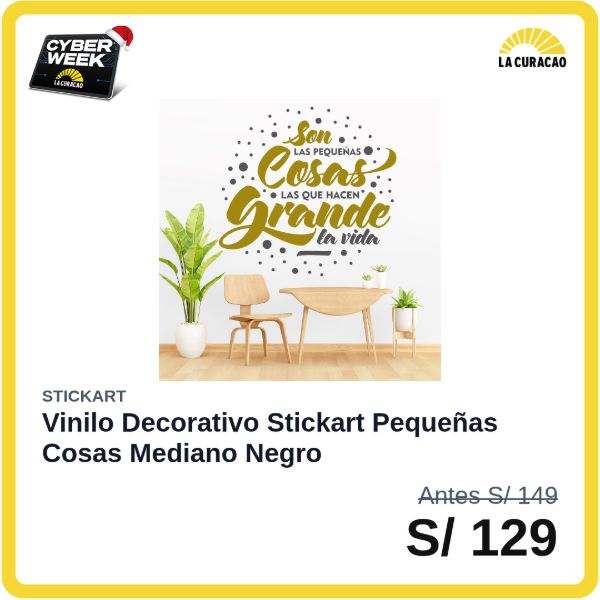 CYBER
WEEK
LA CURACAO
LA CURACAO
Son
LAS PEQUEÑAS
Cosas
LAS QUE HACEN
Grande
la vida
STICKART
Vinilo Decorativo Stickart Pequeñas
Cosas Mediano Negro
Antes S/ 149
S/ 129